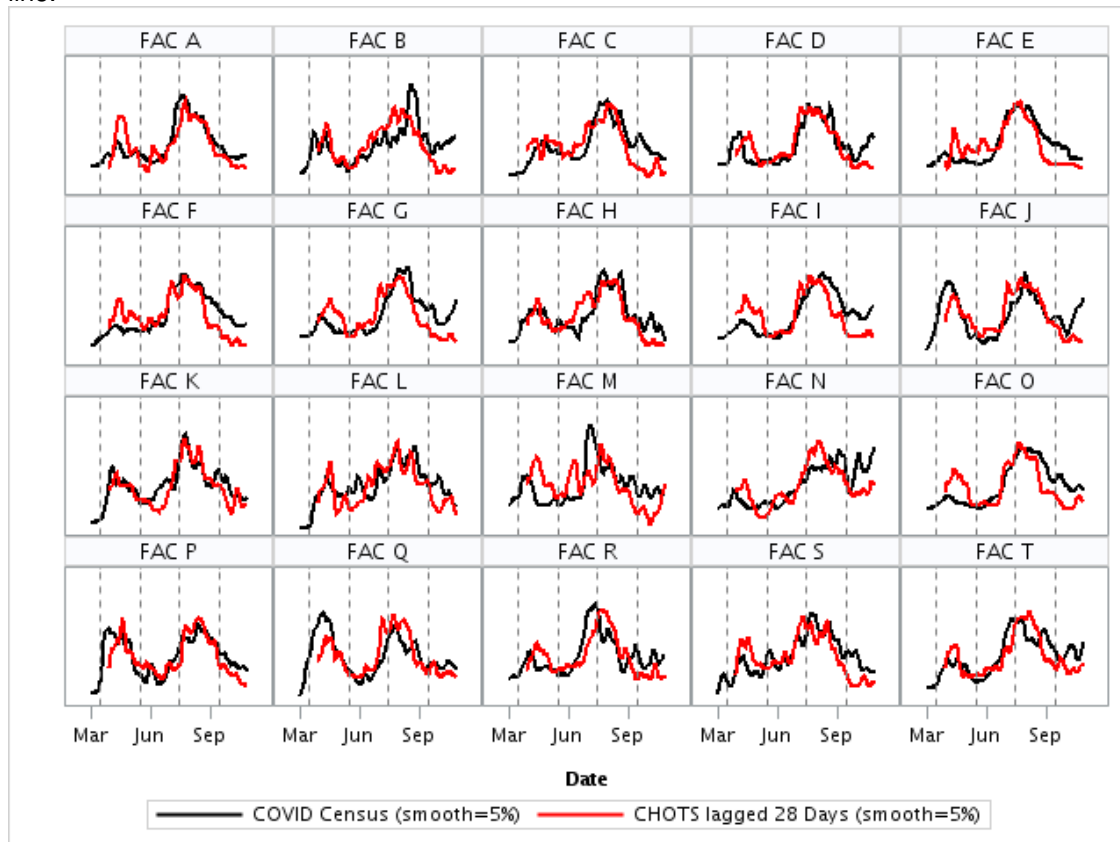 line.
FAC A FAC B FAC C FAC D FAC E
FAC F FAC G FAC H FAC I FAC J
FAC K FAC L FAC M FAC N FAC O
FAC P FAC Q FAC R FAC S FAC T
Mar Jun Sep Mar Jun Sep Mar Jun Sep Mar Jun Sep Mar Jun Sep
Date
COVID Census (smooth=5%) CHOTS lagged 28 Days (smooth=5%)